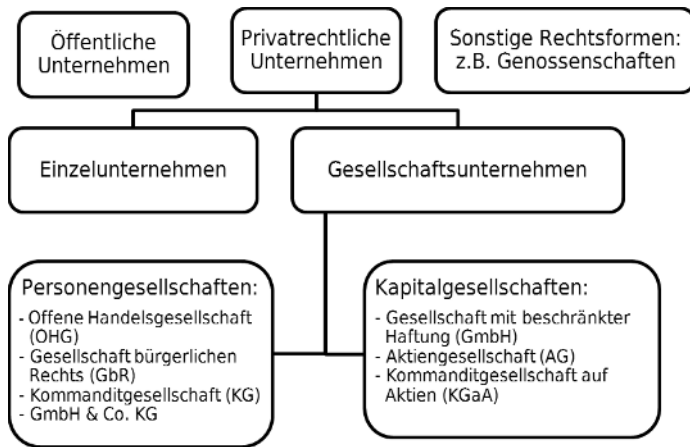 Öffentliche
Unternehmen
Privatrechtliche
Unternehmen
Sonstige Rechtsformen:
z.B. Genossenschaften
Einzelunternehmen
Gesellschaftsunternehmen
Personengesellschaften:
- Offene Handelsgesellschaft
(OHG)
- Gesellschaft bürgerlichen
Rechts (GbR)
- Kommanditgesellschaft (KG)
- GmbH & Co. KG
Kapitalgesellschaften:
- Gesellschaft mit beschränkter
Haftung (GmbH)
- Aktiengesellschaft (AG)
- Kommanditgesellschaft auf
Aktien (KGaA)